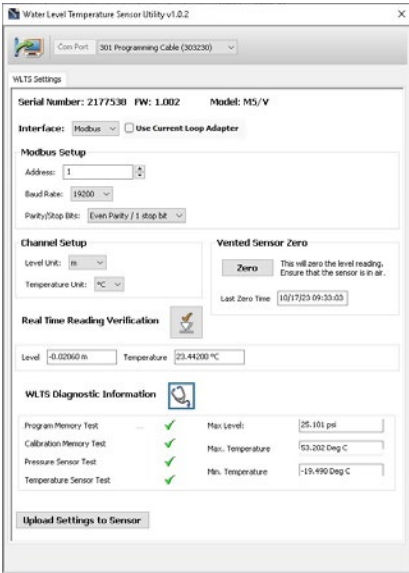 Water Level Temperature Sensor Utility v1.0.2
Com Port 301 Programming Cable (303230)
WLTS Settings
Serial Number: 2177538 FW: 1.002 Model: M5/V
Interface: Modbus Use Current Loop Adapter
Modbus Setup
Address: 1
Baud Rate: 19200
Parity/Stop Bits: Even Parity / 1 stop bit
Channel Setup
Level Unit: m
Temperature Unit: °C
Vented Sensor Zero
Zero
This will zero the level reading.
Ensure that the sensor is in air.
Last Zero Time 10/17/23 09:33:03
Real Time Reading Verification
Level -0.02060 m Temperature 23.44200 °C
WLTS Diagnostic Information
Program Memory Test ... Max Level: 25.101 psi
Calibration Memory Test
Max. Temperature 53.202 Deg C
Pressure Sensor Test
Min. Temperature -19.490 Deg C
Temperature Sensor Test
Upload Settings to Sensor